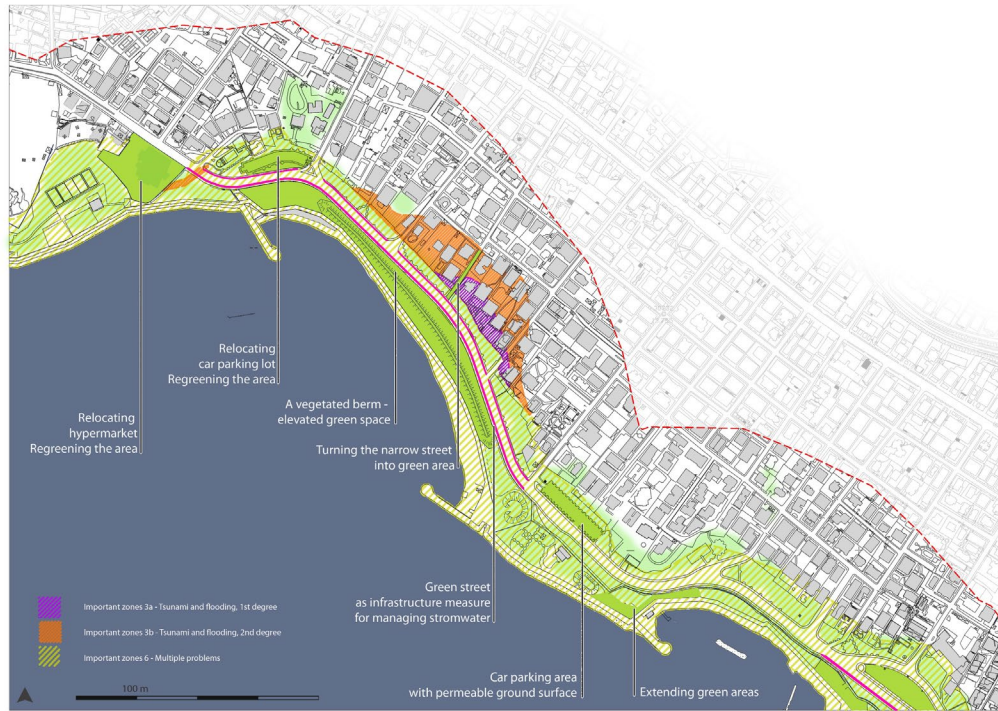 Relocating
hypermarket
Regreening the area
Relocating
car parking lot
Regreening the area
A vegetated berm -
elevated green space
Turning the narrow street
into green area
Green street
as infrastructure measure
for managing stromwater
Car parking area
with permeable ground surface
Extending green areas
Important zones 3a - Tsunami and flooding, 1st degree
Important zones 3b - Tsunami and flooding, 2nd degree
Important zones 6 - Multiple problems
100 m